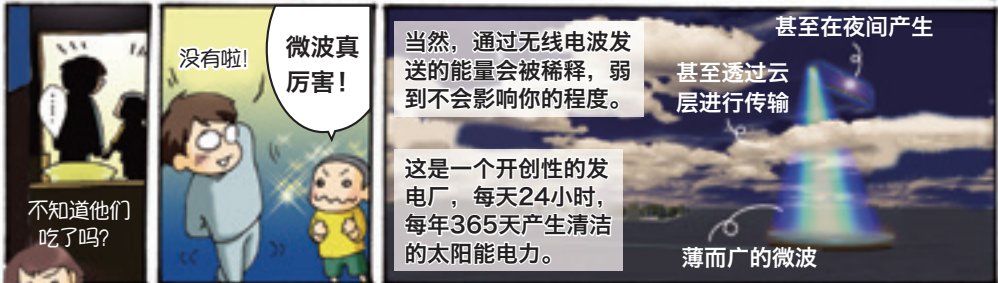 ……
不知道他们
吃了吗?
没有啦!
微波真
厉害!
当然，通过无线电波发
送的能量会被稀释，弱
到不会影响你的程度。
这是一个开创性的发
电厂，每天24小时，
每年365天产生清洁
的太阳能电力。
甚至在夜间产生
甚至透过云
层进行传输
薄而广的微波